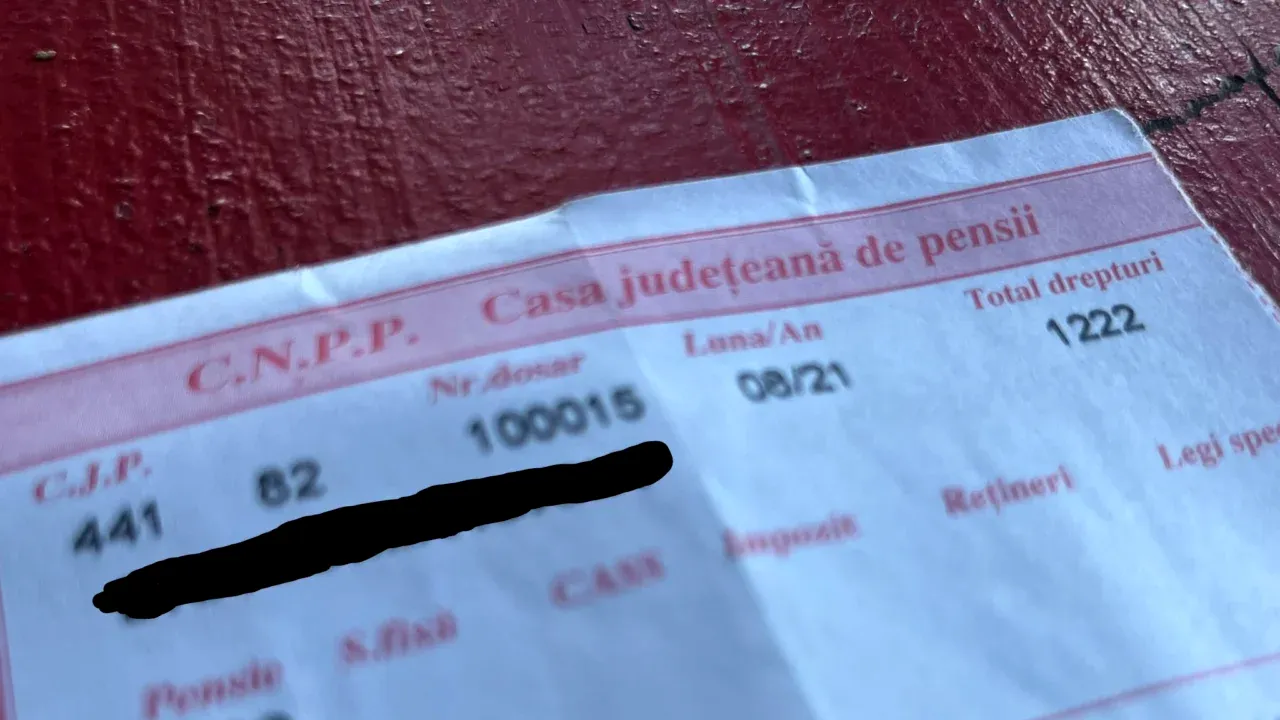 C.N.P.P. Casa județeană de pensii
C.J.P. Nr.dosar Luna/An Total drepturi
441 82 100015 08/21 1222
Pensie S.fixă CASS Impozit Rețineri Legi spec